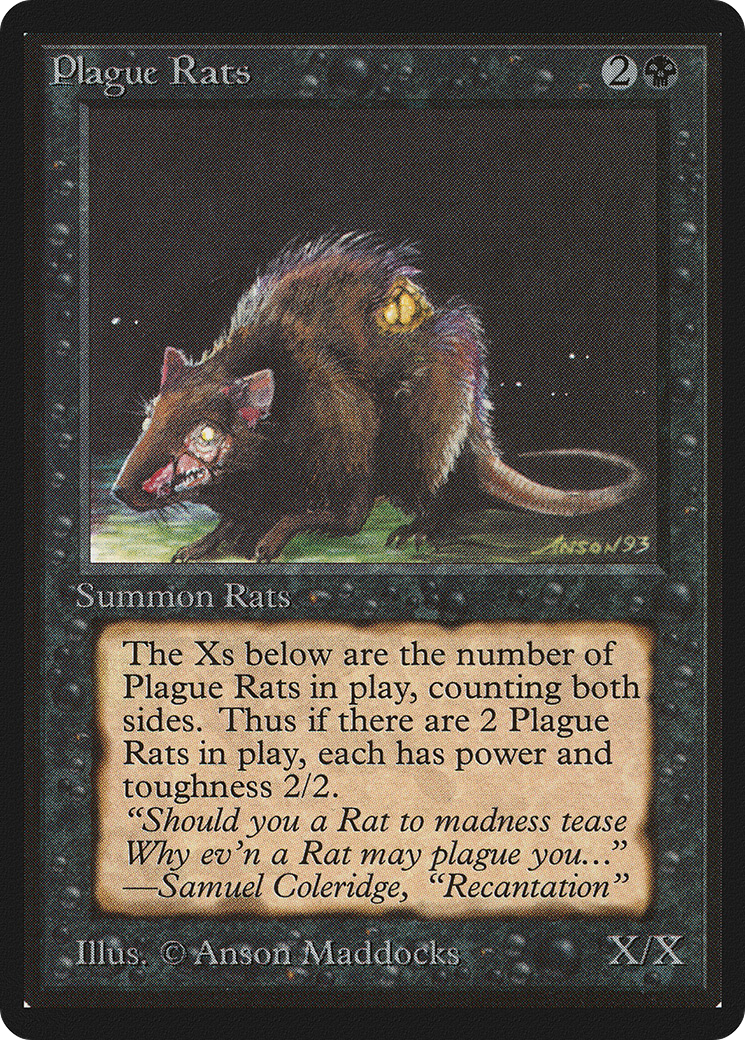 Plague Rats 2
ANSON 93
Summon Rats
The Xs below are the number of
Plague Rats in play, counting both
sides. Thus if there are 2 Plague
Rats in play, each has power and
toughness 2/2.
“Should you a Rat to madness tease
Why ev’n a Rat may plague you...”
—Samuel Coleridge, “Recantation”
Illus. © Anson Maddocks X/X